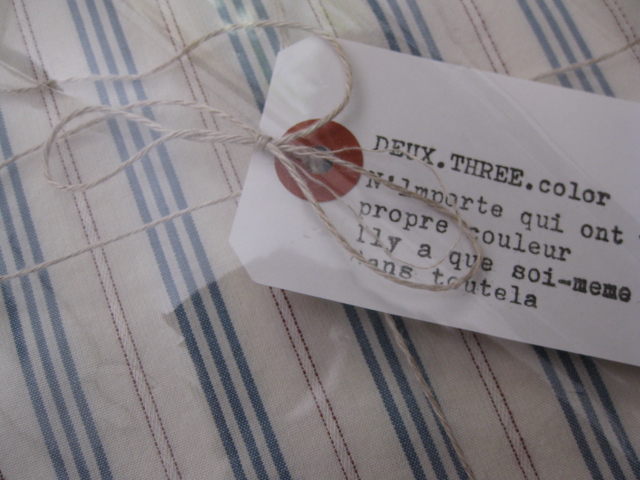 DEUX.THREE.color
N'importe qui ont
propre couleur
Ily a que soi-meme
dans toutela